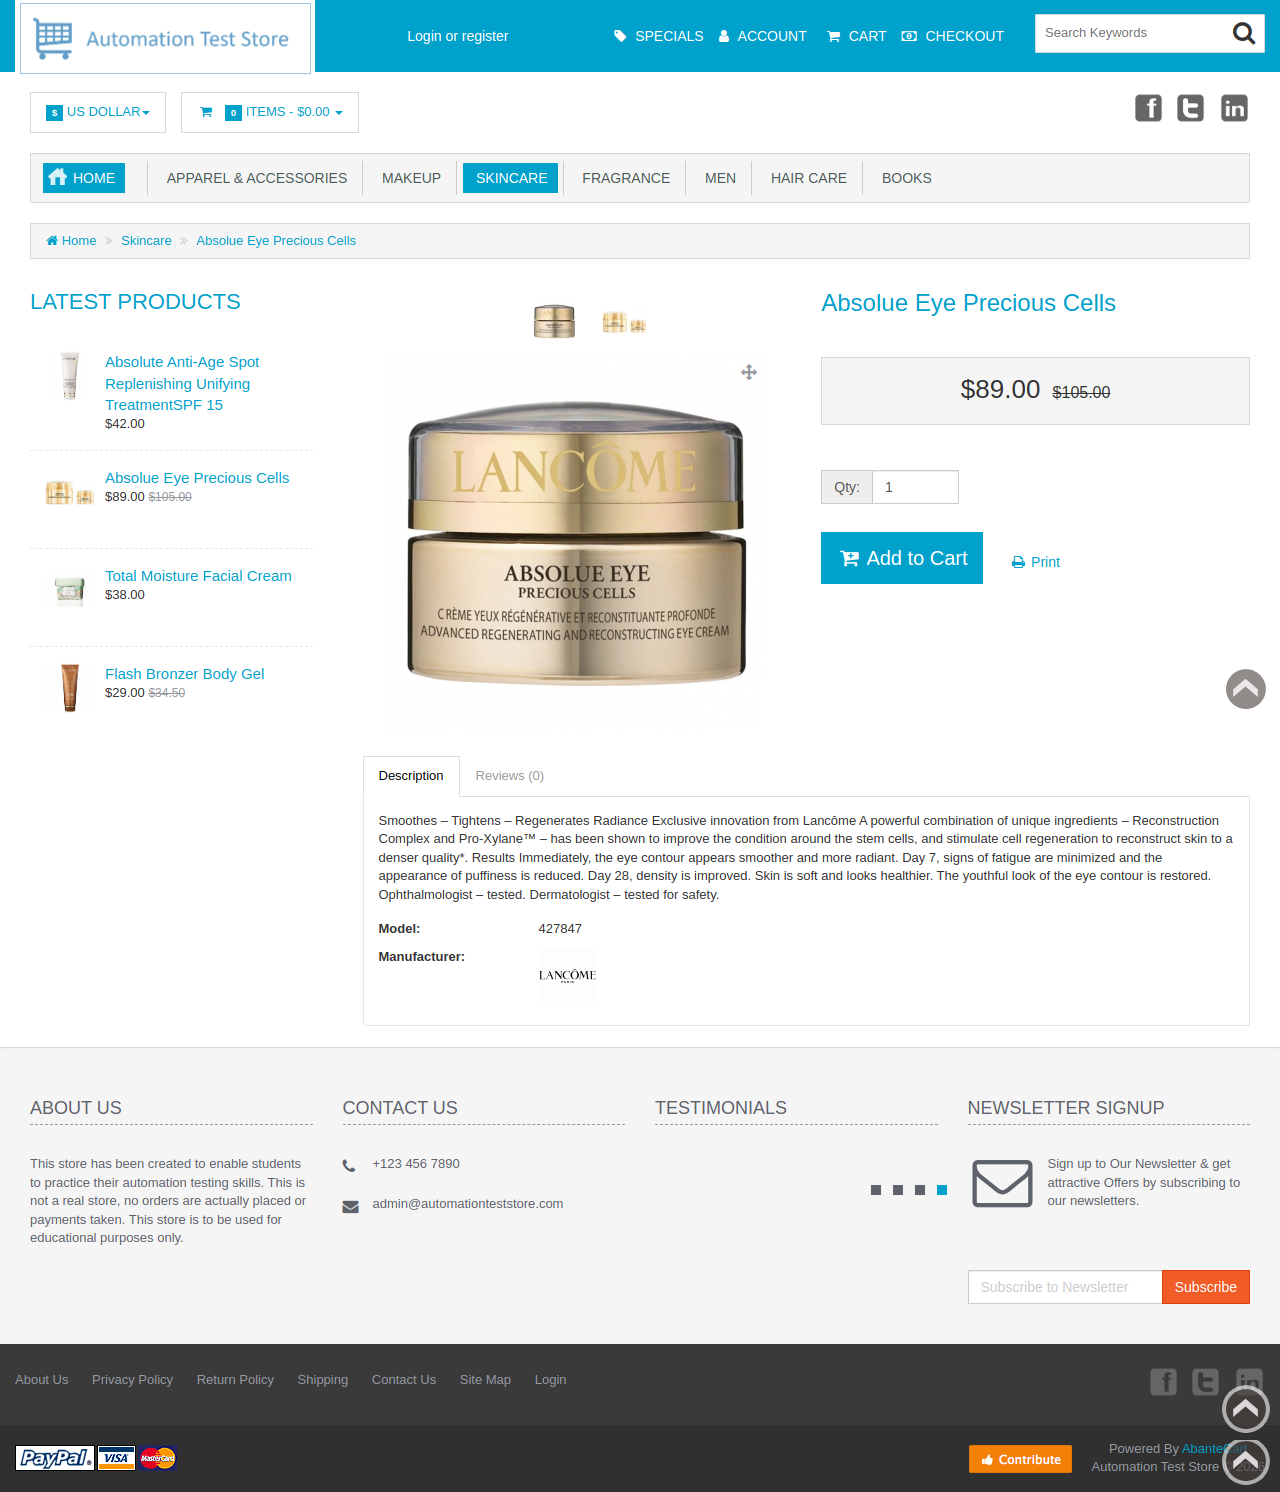 Automation Test Store
Login or register
SPECIALS ACCOUNT CART CHECKOUT
Search Keywords
$ US DOLLAR
0 ITEMS - $0.00
HOME APPAREL & ACCESSORIES MAKEUP SKINCARE FRAGRANCE MEN HAIR CARE BOOKS
Home » Skincare » Absolue Eye Precious Cells
LATEST PRODUCTS
Absolute Anti-Age Spot
Replenishing Unifying
TreatmentSPF 15
$42.00
Absolue Eye Precious Cells
$89.00 $105.00
Total Moisture Facial Cream
$38.00
Flash Bronzer Body Gel
$29.00 $34.50
LANCÔME
ABSOLUE EYE
PRECIOUS CELLS
CRÈME YEUX RÉGÉNÉRATIVE ET RECONSTITUANTE PROFONDE
ADVANCED REGENERATING AND RECONSTRUCTING EYE CREAM
Absolue Eye Precious Cells
$89.00 $105.00
Qty: 1
Add to Cart
Print
Description Reviews (0)
Smoothes – Tightens – Regenerates Radiance Exclusive innovation from Lancôme A powerful combination of unique ingredients – Reconstruction
Complex and Pro-Xylane™ – has been shown to improve the condition around the stem cells, and stimulate cell regeneration to reconstruct skin to a
denser quality*. Results Immediately, the eye contour appears smoother and more radiant. Day 7, signs of fatigue are minimized and the
appearance of puffiness is reduced. Day 28, density is improved. Skin is soft and looks healthier. The youthful look of the eye contour is restored.
Ophthalmologist – tested. Dermatologist – tested for safety.
Model: 427847
Manufacturer:
LANCÔME
PARIS
ABOUT US
This store has been created to enable students
to practice their automation testing skills. This is
not a real store, no orders are actually placed or
payments taken. This store is to be used for
educational purposes only.
CONTACT US
+123 456 7890
admin@automationteststore.com
TESTIMONIALS
NEWSLETTER SIGNUP
Sign up to Our Newsletter & get
attractive Offers by subscribing to
our newsletters.
Subscribe to Newsletter Subscribe
About Us Privacy Policy Return Policy Shipping Contact Us Site Map Login
PayPal VISA MasterCard
Contribute
Powered By AbanteCart
Automation Test Store